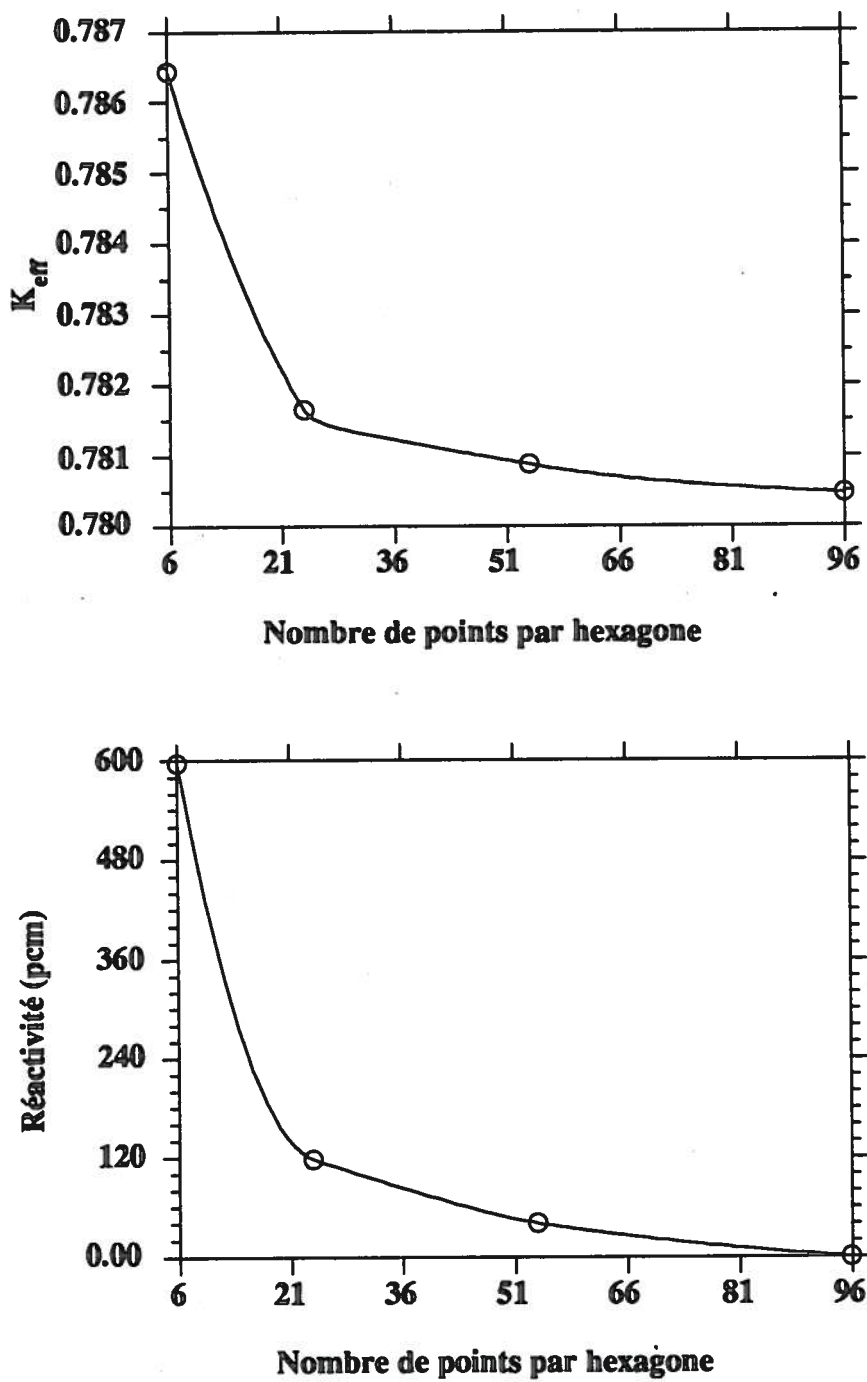 0.787
0.786
0.785
0.784
0.783
0.782
0.781
0.780
K_eff
6 21 36 51 66 81 96
Nombre de points par hexagone
600
480
360
240
120
0.00
Réactivité (pcm)
6 21 36 51 66 81 96
Nombre de points par hexagone